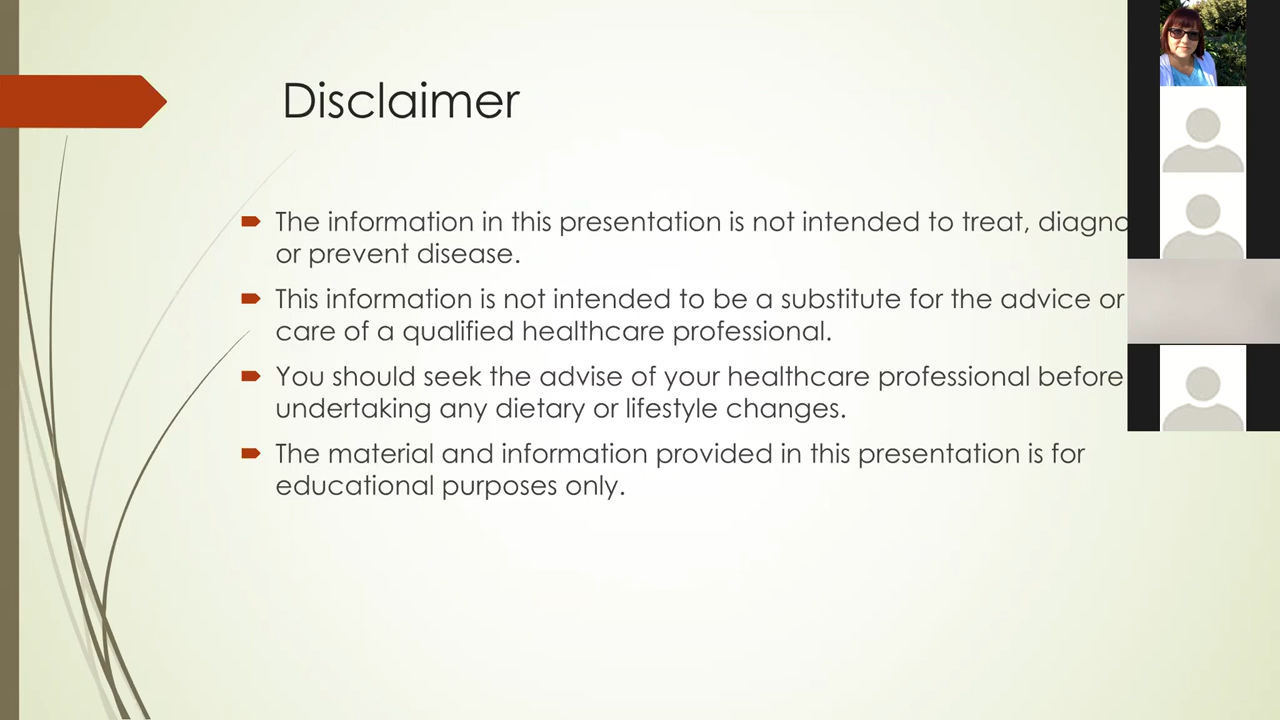 Disclaimer
The information in this presentation is not intended to treat,
or prevent disease.
This information is not intended to be a substitute for the advice or
care of a qualified healthcare professional.
You should seek the advise of your healthcare professional before
undertaking any dietary or lifestyle changes.
The material and information provided in this presentation is for
educational purposes only.